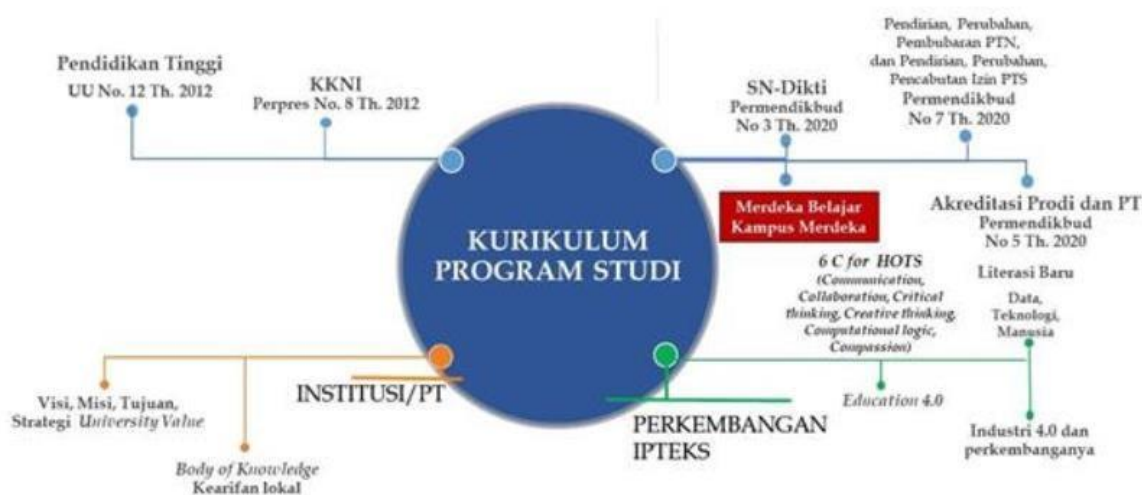 Pendidikan Tinggi
UU No. 12 Th. 2012
KKNI
Perpres No. 8 Th. 2012
SN-Dikti
Permendikbud
No 3 Th. 2020
Pendirian, Perubahan,
Pembubaran PTN,
dan Pendirian, Perubahan,
Pencabutan Izin PTS
Permendikbud
No 7 Th. 2020
Merdeka Belajar
Kampus Merdeka
Akreditasi Prodi dan PT
Permendikbud
No 5 Th. 2020
KURIKULUM
PROGRAM STUDI
6 C for HOTS
(Communication,
Collaboration, Critical
thinking, Creative thinking,
Computational logic,
Compassion)
Literasi Baru
Data,
Teknologi,
Manusia
INSTITUSI/PT
Visi, Misi, Tujuan,
Strategi University Value
Body of Knowledge
Kearifan lokal
PERKEMBANGAN
IPTEKS
Education 4.0
Industri 4.0 dan
perkembanganya